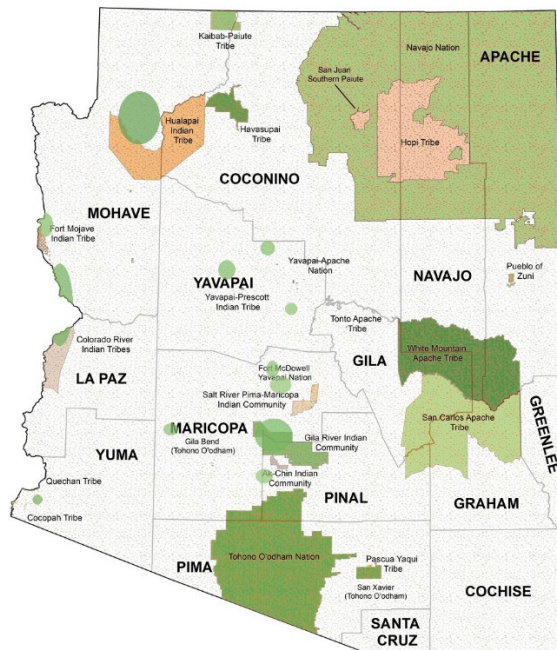 Kaibab-Paiute
Tribe
Navajo Nation
APACHE
San Juan
Southern Paiute
Hualapai
Indian
Tribe
Havasupai
Tribe
Hopi Tribe
COCONINO
MOHAVE
Fort Mojave
Indian Tribe
Yavapai-Apache
Nation
YAVAPAI
Yavapai-Prescott
Indian Tribe
NAVAJO
Pueblo of
Zuni
Tonto Apache
Tribe
Colorado River
Indian Tribes
White Mountain
Apache Tribe
GILA
LA PAZ
Fort McDowell
Yavapai Nation
Salt River Pima-Maricopa
Indian Community
San Carlos Apache
Tribe
GREENLEE
MARICOPA
Gila Bend
(Tohono O'odham)
Gila River Indian
Community
YUMA
Ak-Chin Indian
Community
Quechan Tribe
PINAL
GRAHAM
Cocopah Tribe
PIMA
Tohono O'odham Nation
Pascua Yaqui
Tribe
San Xavier
(Tohono O'odham)
COCHISE
SANTA
CRUZ